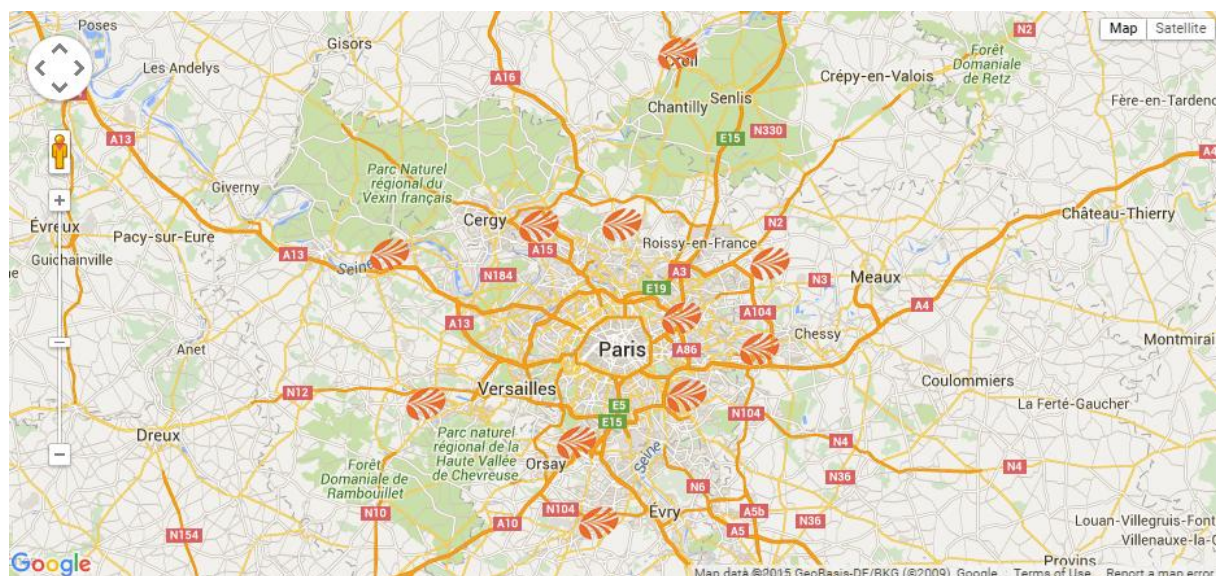 Poses
N2
Map
Satellite
Gisors
Forêt
Domaniale
de Retz
Les Andelys
A16
Creil
Crépy-en-Valois
Fère-en-Tardeno
Chantilly
Senlis
A13
E15
N330
A4
Parc Naturel
régional du
Vexin français
Giverny
Cergy
Château-Thierry
Évreux
Guichainville
Pacy-sur-Eure
A13
A15
Roissy-en-France
N2
Seine
N184
A3
N3
Meaux
E19
A4
A13
A104
Chessy
Montmirai
Anet
Paris
A86
N12
Versailles
Coulommiers
E5
La Ferté-Gaucher
E15
N104
Dreux
Parc naturel
régional de la
Haute Vallée
de Chevreuse
Orsay
Seine
N4
N4
Forêt
Domaniale de
Rambouillet
N6
N36
N10
A10
N104
Évry
A5b
N36
N154
A5
Louan-Villegruis-Font
Villenauxe-la-G
Provins
Google
Map data ©2015 GeoBasis-DE/BKG (©2009), Google
Terms of Use
Report a map error